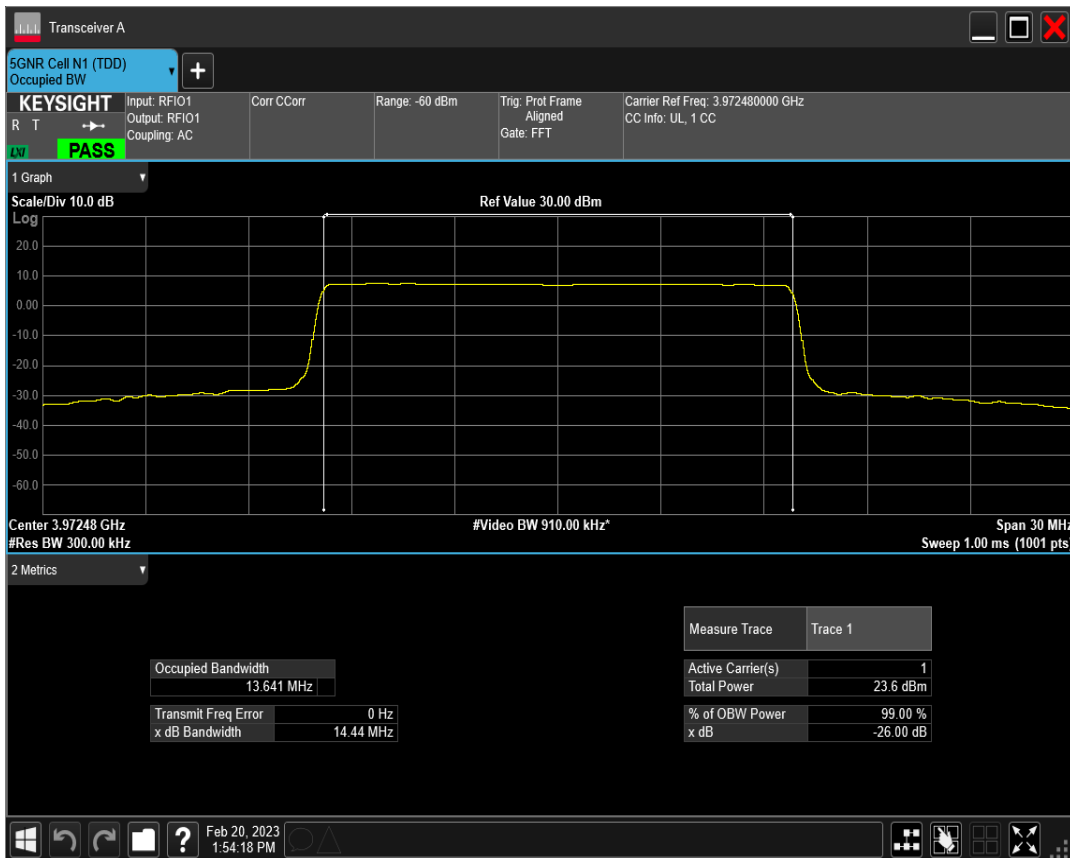 Transceiver A
5GNR Cell N1 (TDD)
Occupied BW
KEYSIGHT
R T
LXI
PASS
Input: RFIO1
Output: RFIO1
Coupling: AC
Corr CCorr
Range: -60 dBm
Trig: Prot Frame
Aligned
Gate: FFT
Carrier Ref Freq: 3.972480000 GHz
CC Info: UL, 1 CC
1 Graph
Scale/Div 10.0 dB
Ref Value 30.00 dBm
Log
20.0
10.0
0.00
-10.0
-20.0
-30.0
-40.0
-50.0
-60.0
Center 3.97248 GHz
#Video BW 910.00 kHz*
Span 30 MHz
#Res BW 300.00 kHz
Sweep 1.00 ms (1001 pts)
2 Metrics
Measure Trace Trace 1
Occupied Bandwidth
13.641 MHz
Active Carrier(s) 1
Total Power 23.6 dBm
Transmit Freq Error 0 Hz
x dB Bandwidth 14.44 MHz
% of OBW Power 99.00 %
x dB -26.00 dB
?
Feb 20, 2023
1:54:18 PM